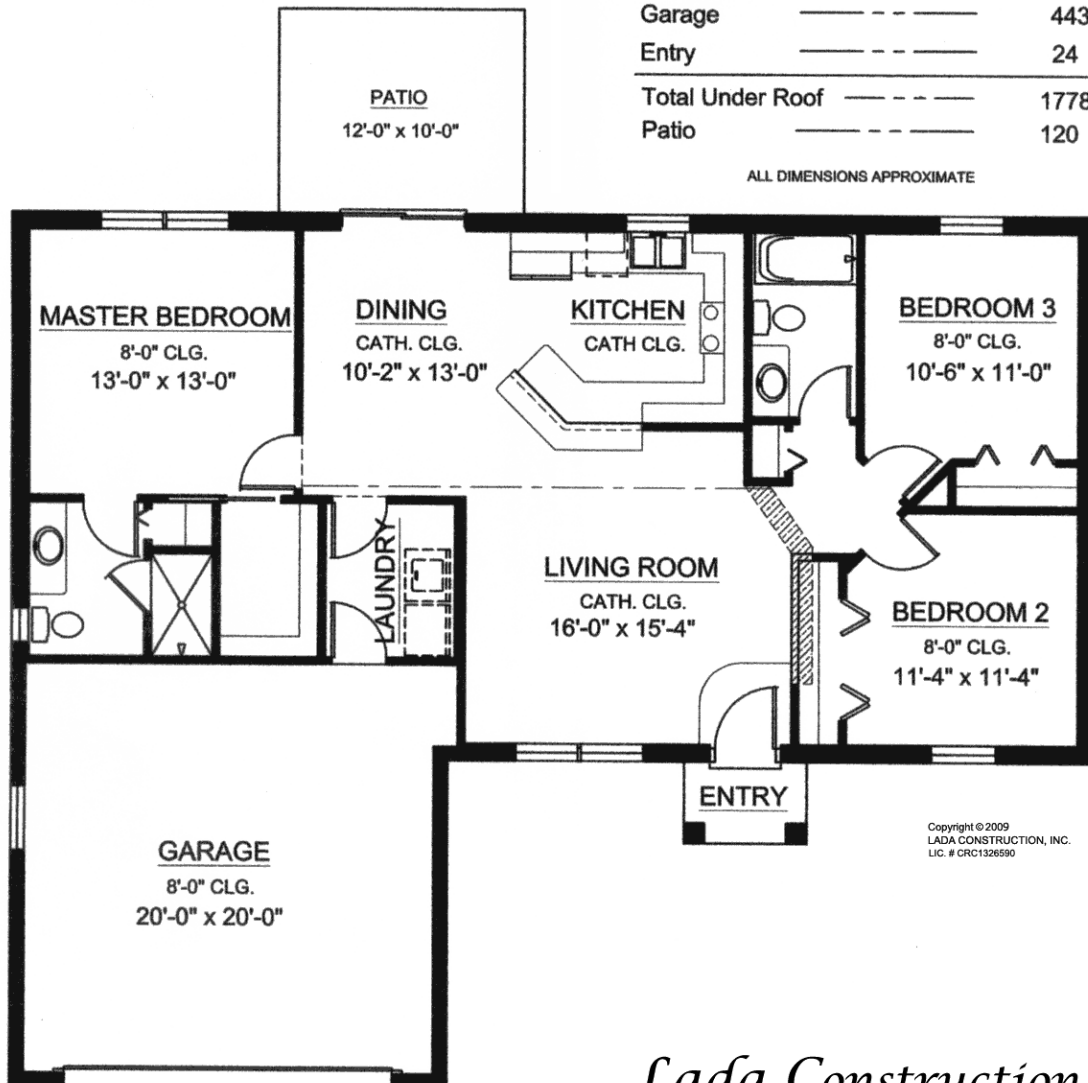 Garage 443
Entry 24
Total Under Roof 1778
Patio 120
ALL DIMENSIONS APPROXIMATE
PATIO
12'-0" x 10'-0"
MASTER BEDROOM
8'-0" CLG.
13'-0" x 13'-0"
DINING
CATH. CLG.
10'-2" x 13'-0"
KITCHEN
CATH CLG.
BEDROOM 3
8'-0" CLG.
10'-6" x 11'-0"
LAUNDRY
LIVING ROOM
CATH. CLG.
16'-0" x 15'-4"
BEDROOM 2
8'-0" CLG.
11'-4" x 11'-4"
ENTRY
GARAGE
8'-0" CLG.
20'-0" x 20'-0"
Copyright © 2009
LADA CONSTRUCTION, INC.
LIC. # CRC1326590
Lada Construction